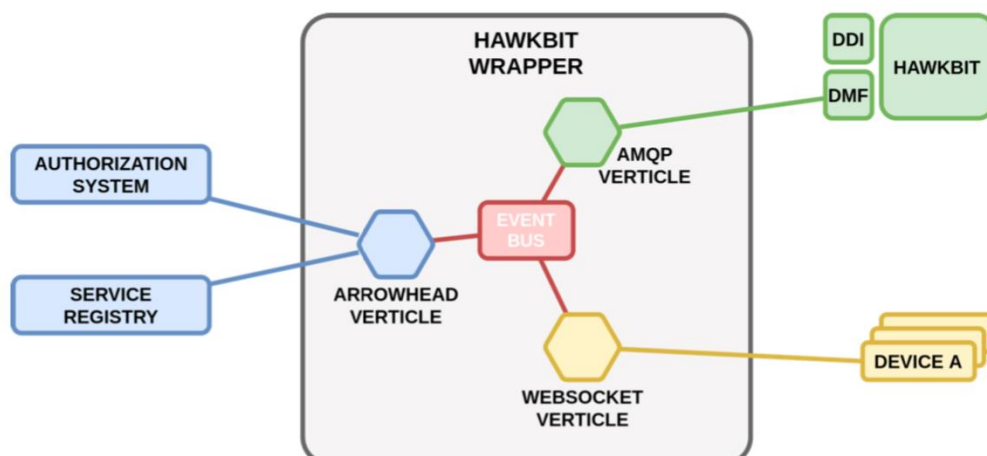 HAWKBIT
WRAPPER
DDI
HAWKBIT
DMF
AMQP
VERTICLE
AUTHORIZATION
SYSTEM
EVENT
BUS
SERVICE
REGISTRY
ARROWHEAD
VERTICLE
WEBSOCKET
VERTICLE
DEVICE A